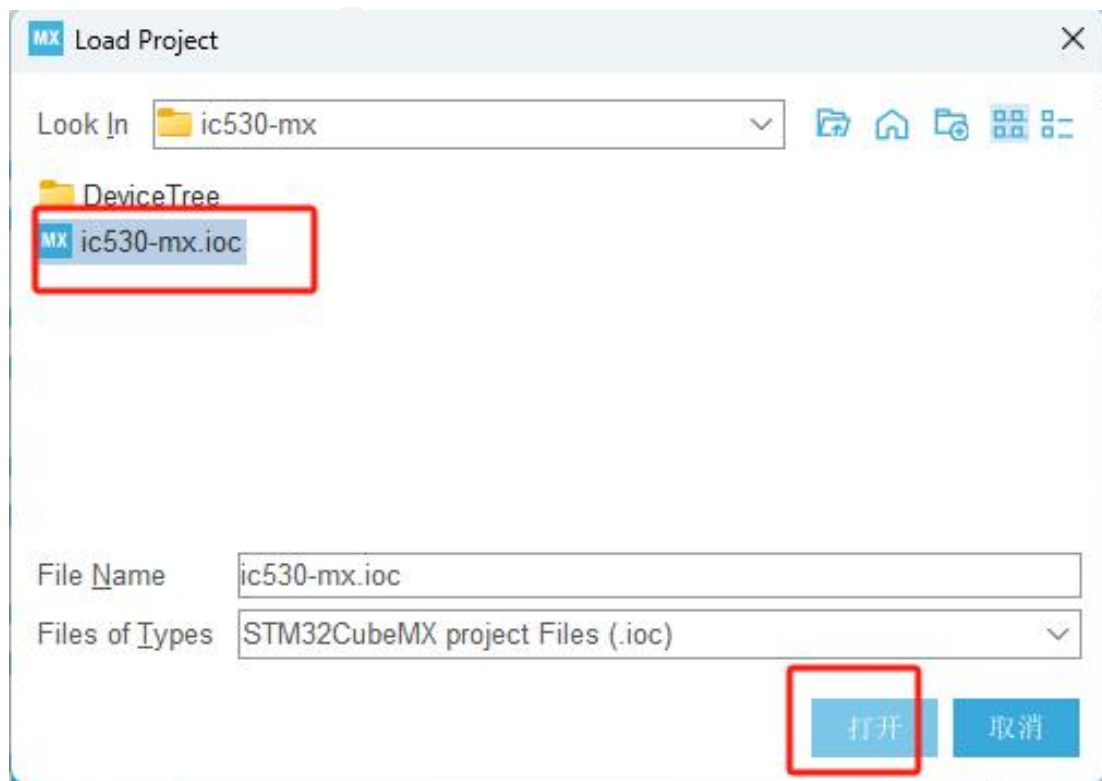 MX Load Project
Look In ic530-mx
DeviceTree
MX ic530-mx.ioc
File Name ic530-mx.ioc
Files of Types STM32CubeMX project Files (.ioc)
打开 取消